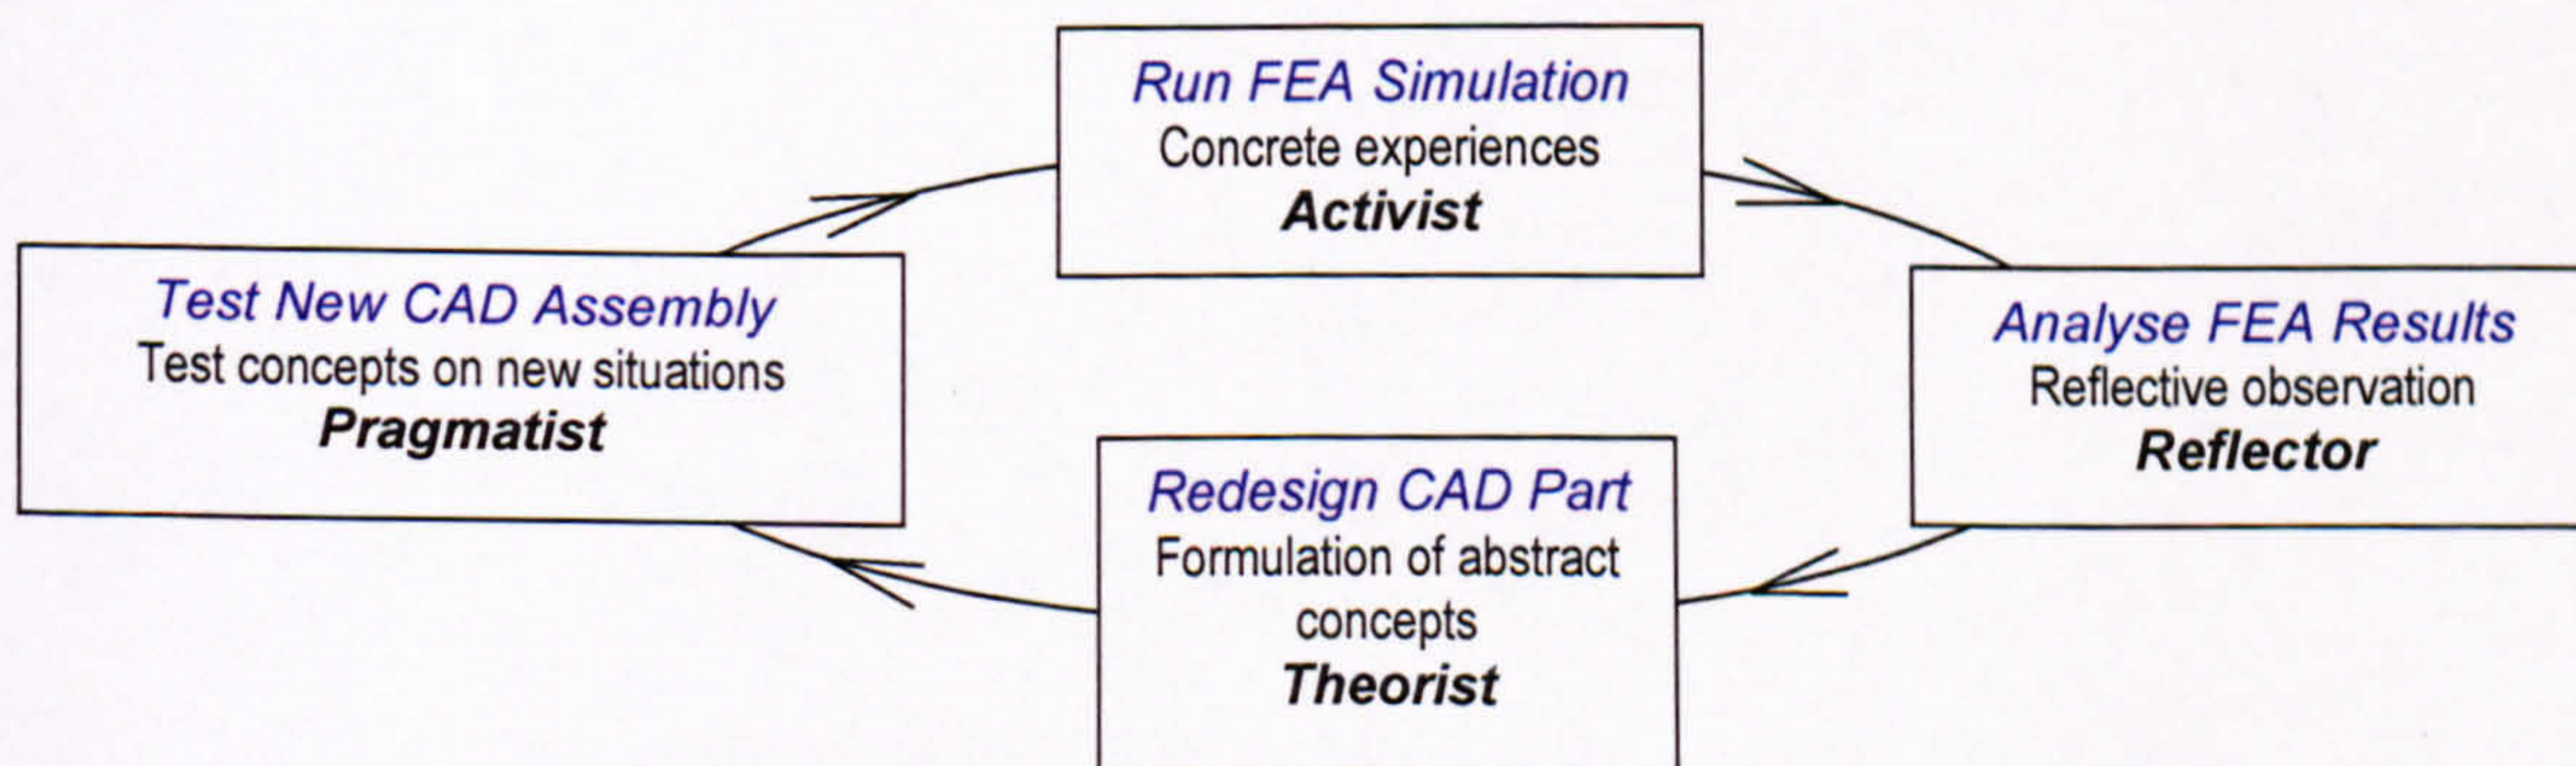 Run FEA Simulation
Concrete experiences
Activist
Test New CAD Assembly
Test concepts on new situations
Pragmatist
Analyse FEA Results
Reflective observation
Reflector
Redesign CAD Part
Formulation of abstract
concepts
Theorist